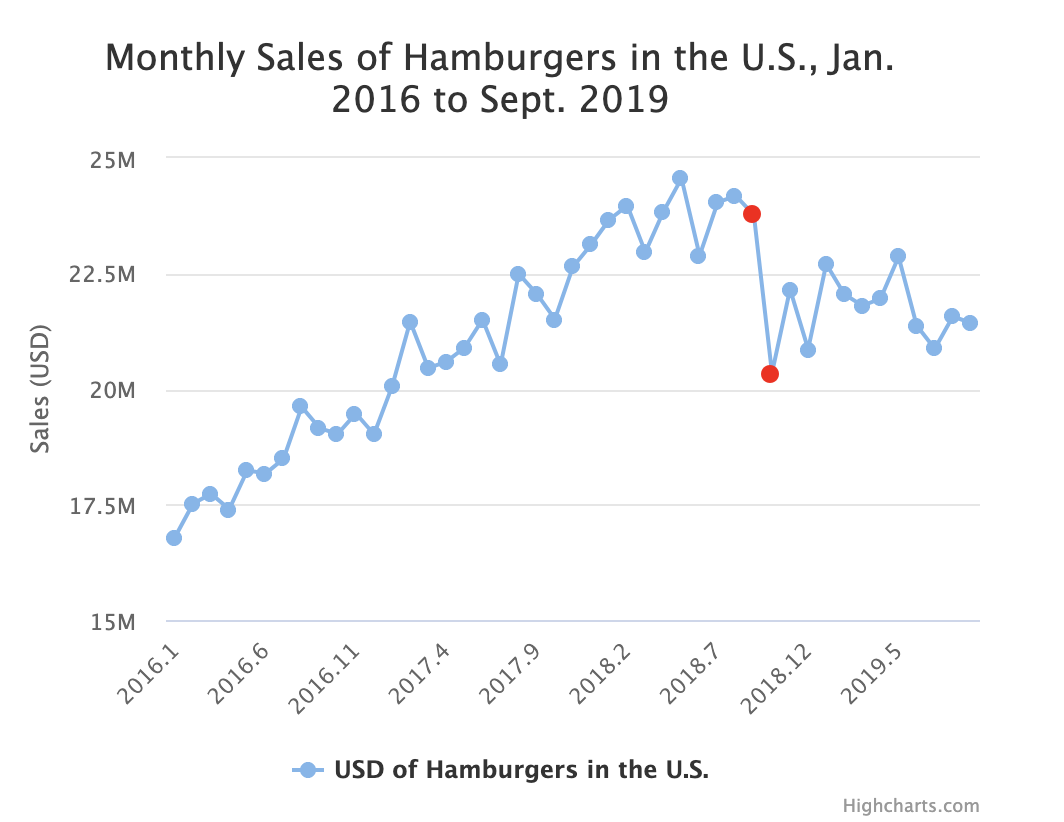 Monthly Sales of Hamburgers in the U.S., Jan.
2016 to Sept. 2019
Sales (USD)
25M
22.5M
20M
17.5M
15M
2016.1
2016.6
2016.11
2017.4
2017.9
2018.2
2018.7
2018.12
2019.5
USD of Hamburgers in the U.S.
Highcharts.com